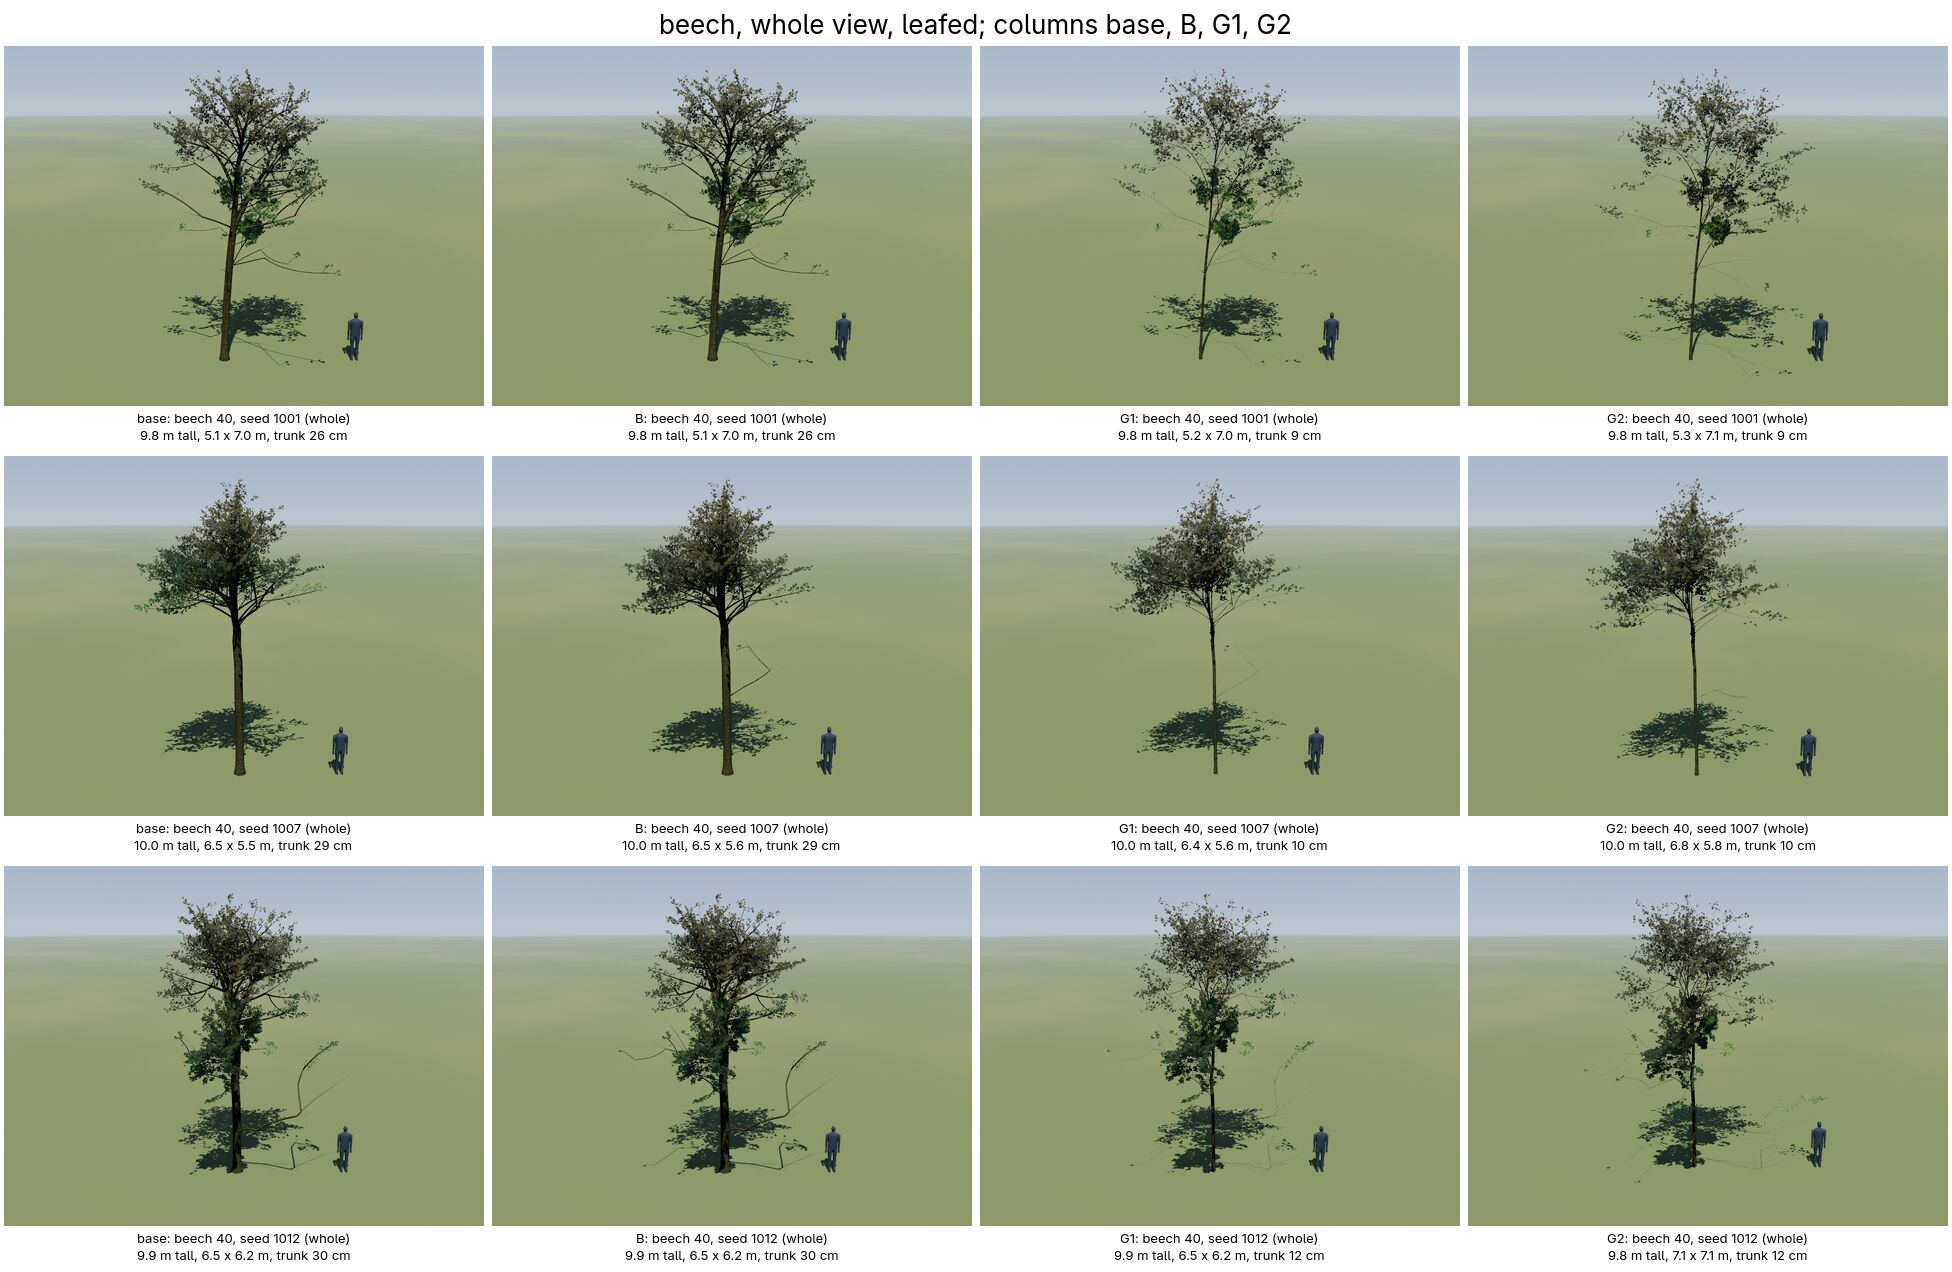 beech, whole view, leafed; columns base, B, G1, G2
base: beech 40, seed 1001 (whole)
9.8 m tall, 5.1 x 7.0 m, trunk 26 cm
B: beech 40, seed 1001 (whole)
9.8 m tall, 5.1 x 7.0 m, trunk 26 cm
G1: beech 40, seed 1001 (whole)
9.8 m tall, 5.2 x 7.0 m, trunk 9 cm
G2: beech 40, seed 1001 (whole)
9.8 m tall, 5.3 x 7.1 m, trunk 9 cm
base: beech 40, seed 1007 (whole)
10.0 m tall, 6.5 x 5.5 m, trunk 29 cm
B: beech 40, seed 1007 (whole)
10.0 m tall, 6.5 x 5.6 m, trunk 29 cm
G1: beech 40, seed 1007 (whole)
10.0 m tall, 6.4 x 5.6 m, trunk 10 cm
G2: beech 40, seed 1007 (whole)
10.0 m tall, 6.8 x 5.8 m, trunk 10 cm
base: beech 40, seed 1012 (whole)
9.9 m tall, 6.5 x 6.2 m, trunk 30 cm
B: beech 40, seed 1012 (whole)
9.9 m tall, 6.5 x 6.2 m, trunk 30 cm
G1: beech 40, seed 1012 (whole)
9.9 m tall, 6.5 x 6.2 m, trunk 12 cm
G2: beech 40, seed 1012 (whole)
9.8 m tall, 7.1 x 7.1 m, trunk 12 cm